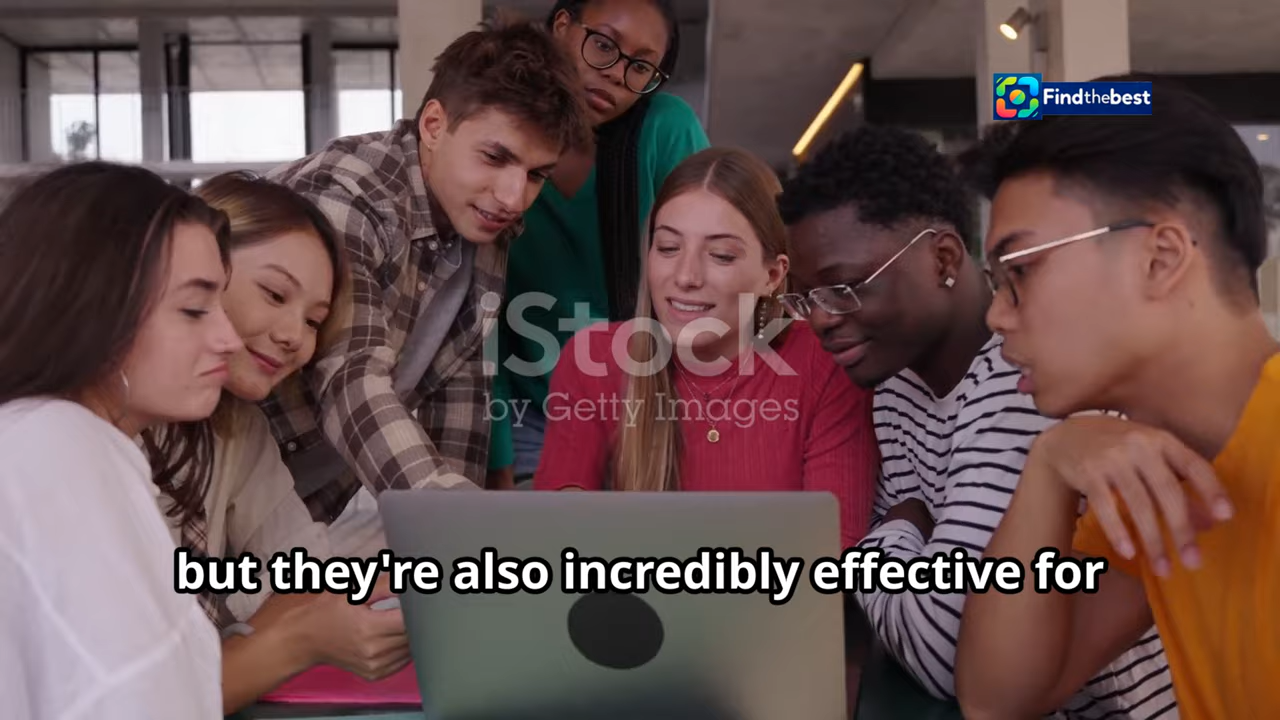 Findthebest
iStock
by Getty Images
but they're also incredibly effective for